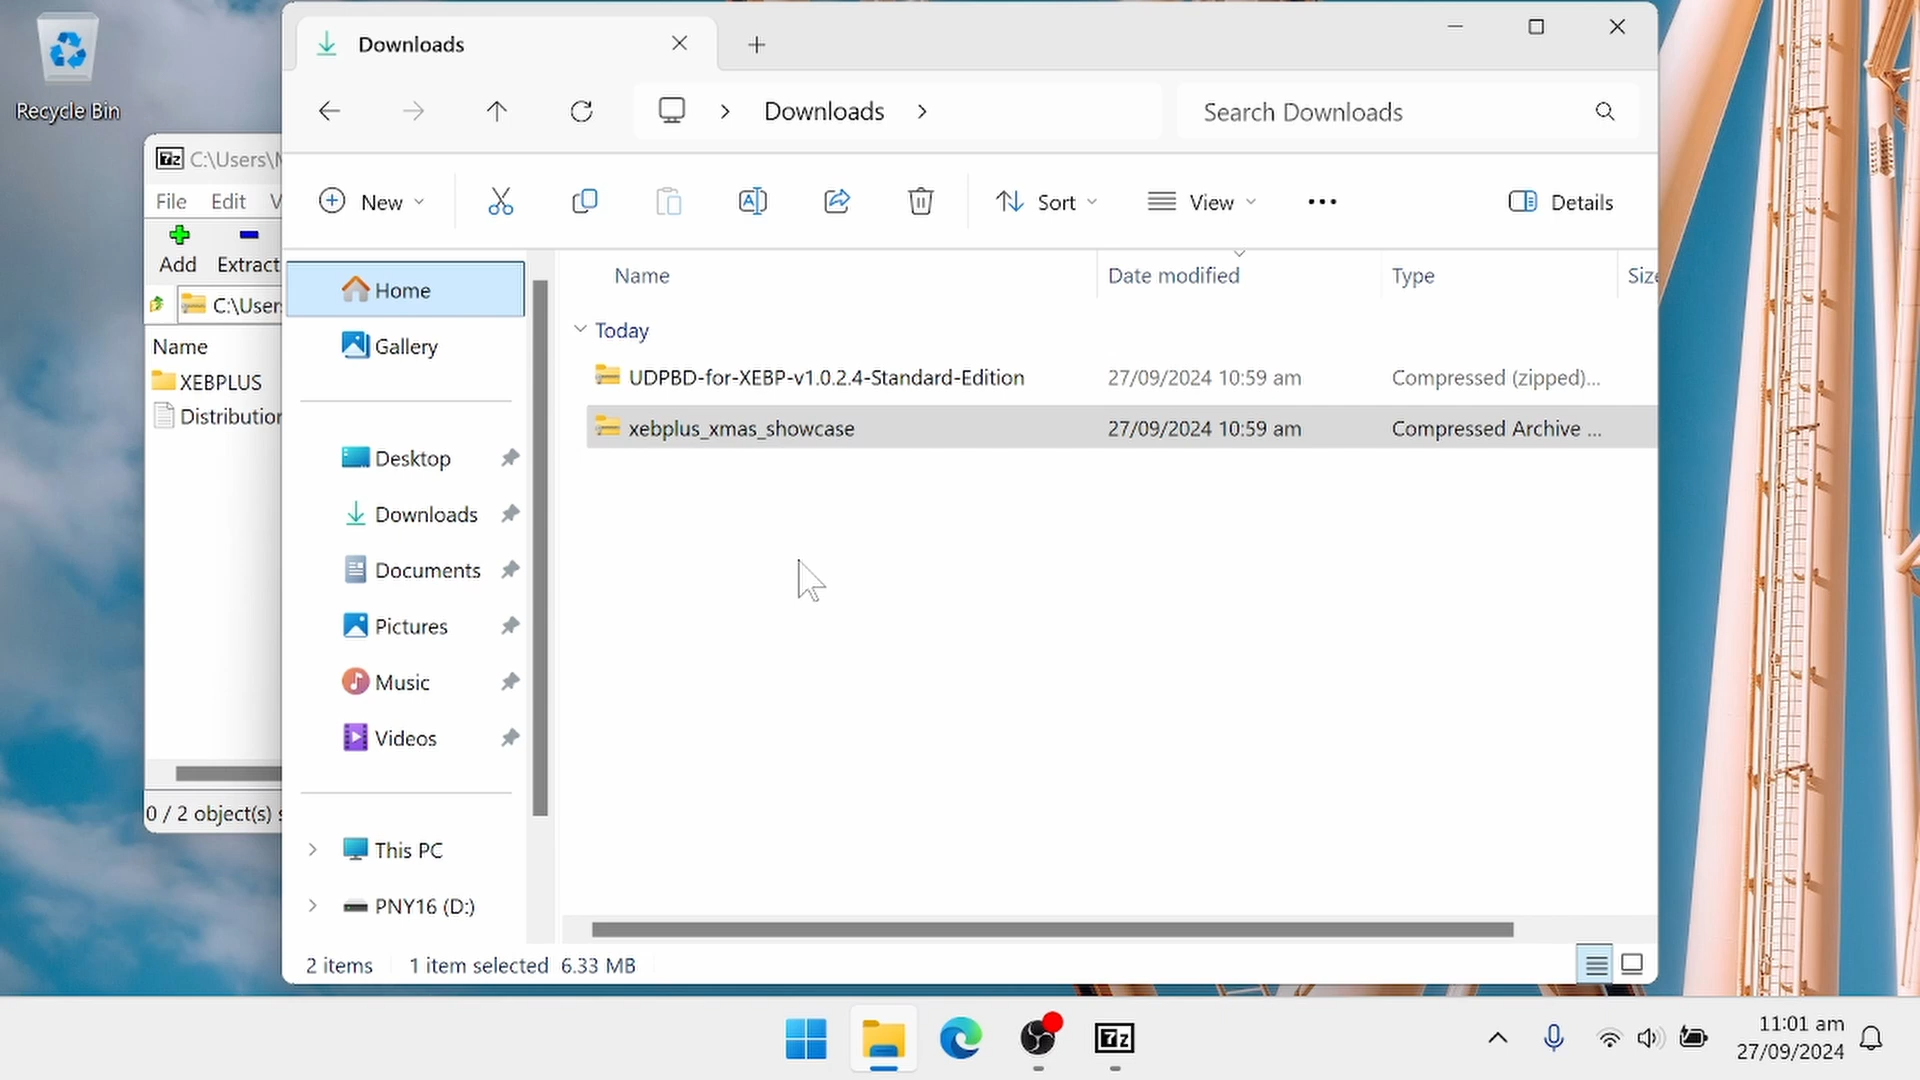 Recycle Bin
C:\Users\
File Edit
Add Extract
C:\User
Name
XEBPLUS
Distribution
0 / 2 object(s)
Downloads
Downloads
Search Downloads
New
Sort
View
Details
Home
Gallery
Desktop
Downloads
Documents
Pictures
Music
Videos
This PC
PNY16 (D:)
Name Date modified Type Size
Today
UDPBD-for-XEBP-v1.0.2.4-Standard-Edition 27/09/2024 10:59 am Compressed (zipped)...
xebplus_xmas_showcase 27/09/2024 10:59 am Compressed Archive ...
2 items 1 item selected 6.33 MB
7z
11:01 am
27/09/2024